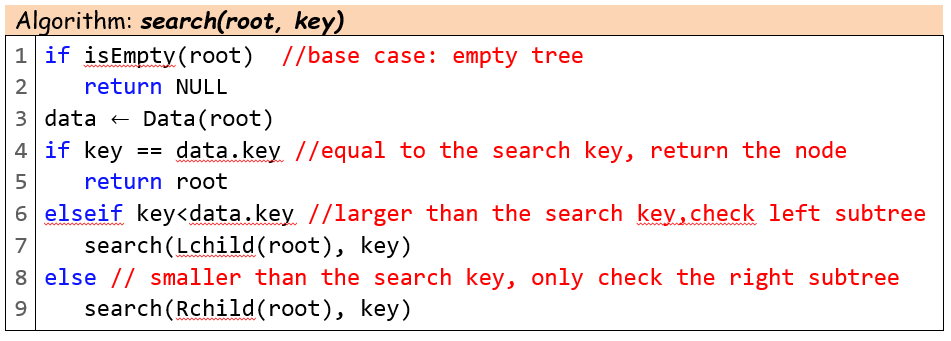 Algorithm: search(root, key)
1 if isEmpty(root) //base case: empty tree
2 return NULL
3 data ← Data(root)
4 if key == data.key //equal to the search key, return the node
5 return root
6 elseif key<data.key //larger than the search key,check left subtree
7 search(Lchild(root), key)
8 else // smaller than the search key, only check the right subtree
9 search(Rchild(root), key)